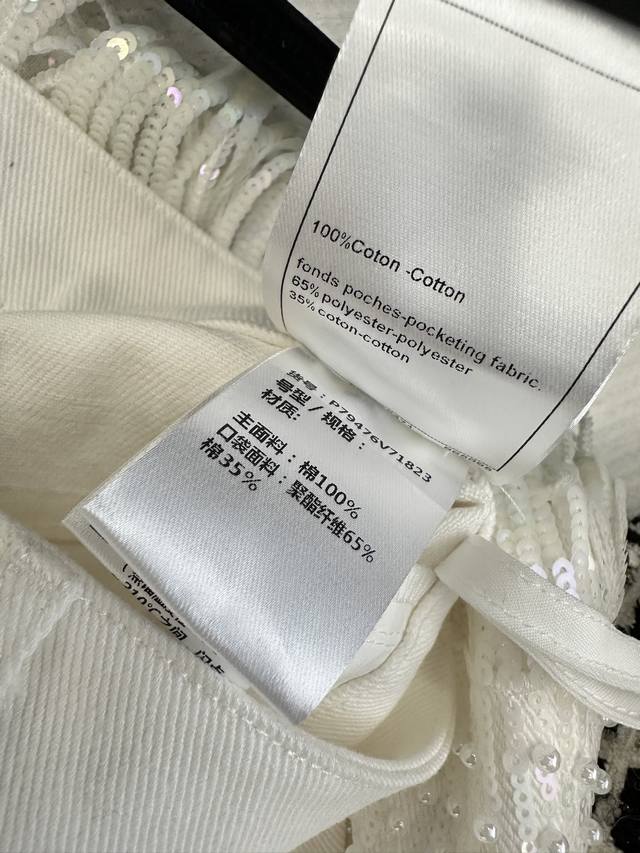 100%Coton -Cotton
fonds poches-pocketing fabric.
65% polyester-polyester
35% coton-cotton
货号：P79476V71823
号型/规格：
材质：
主面料：棉100%
口袋面料：聚酯纤维65%
棉35%